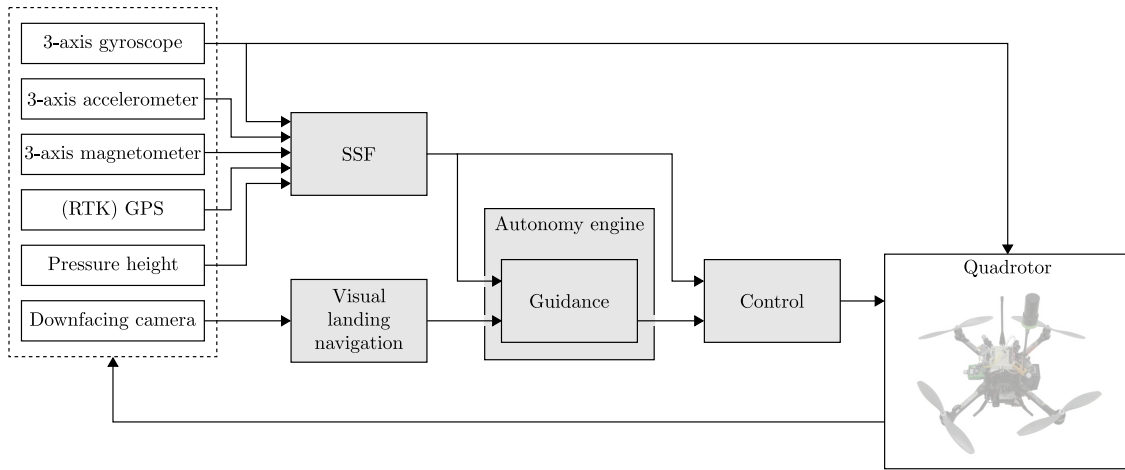 3-axis gyroscope
3-axis accelerometer
3-axis magnetometer
(RTK) GPS
Pressure height
Downfacing camera
SSF
Visual
landing
navigation
Autonomy engine
Guidance
Control
Quadrotor